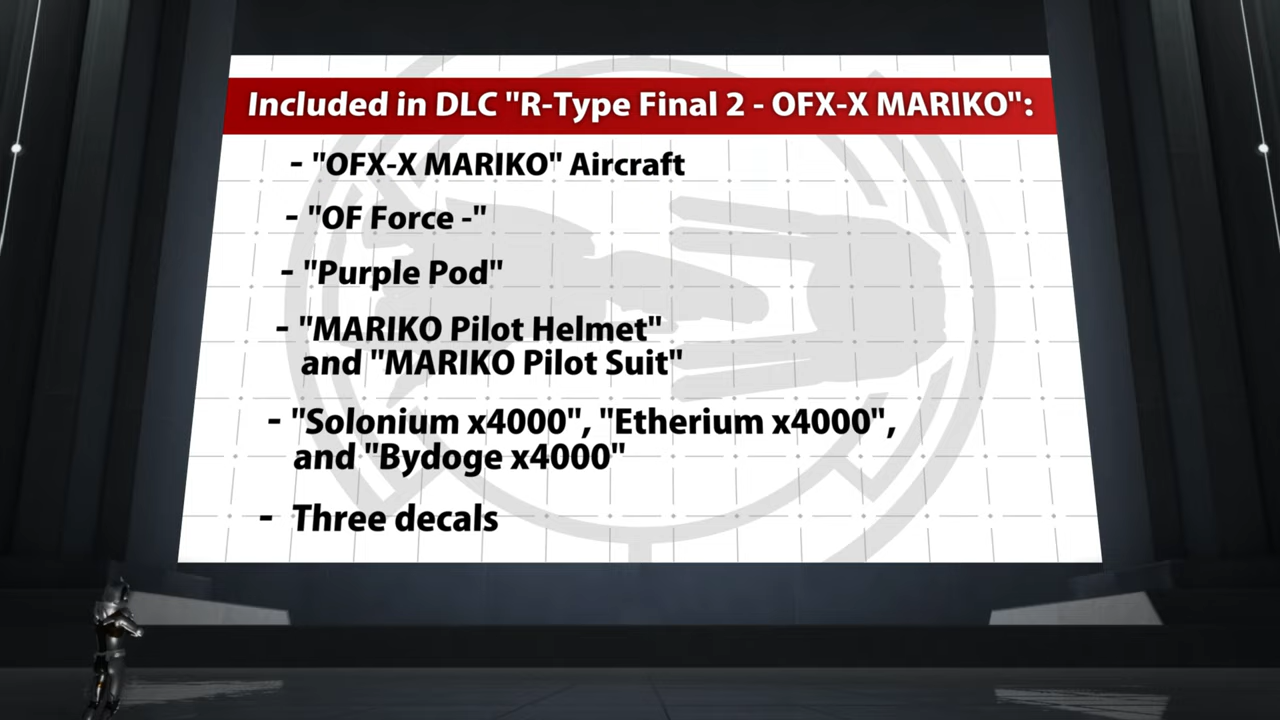 Included in DLC "R-Type Final 2 - OFX-X MARIKO":
- "OFX-X MARIKO" Aircraft
- "OF Force -"
- "Purple Pod"
- "MARIKO Pilot Helmet"
and "MARIKO Pilot Suit"
- "Solonium x4000", "Etherium x4000",
and "Bydoge x4000"
- Three decals